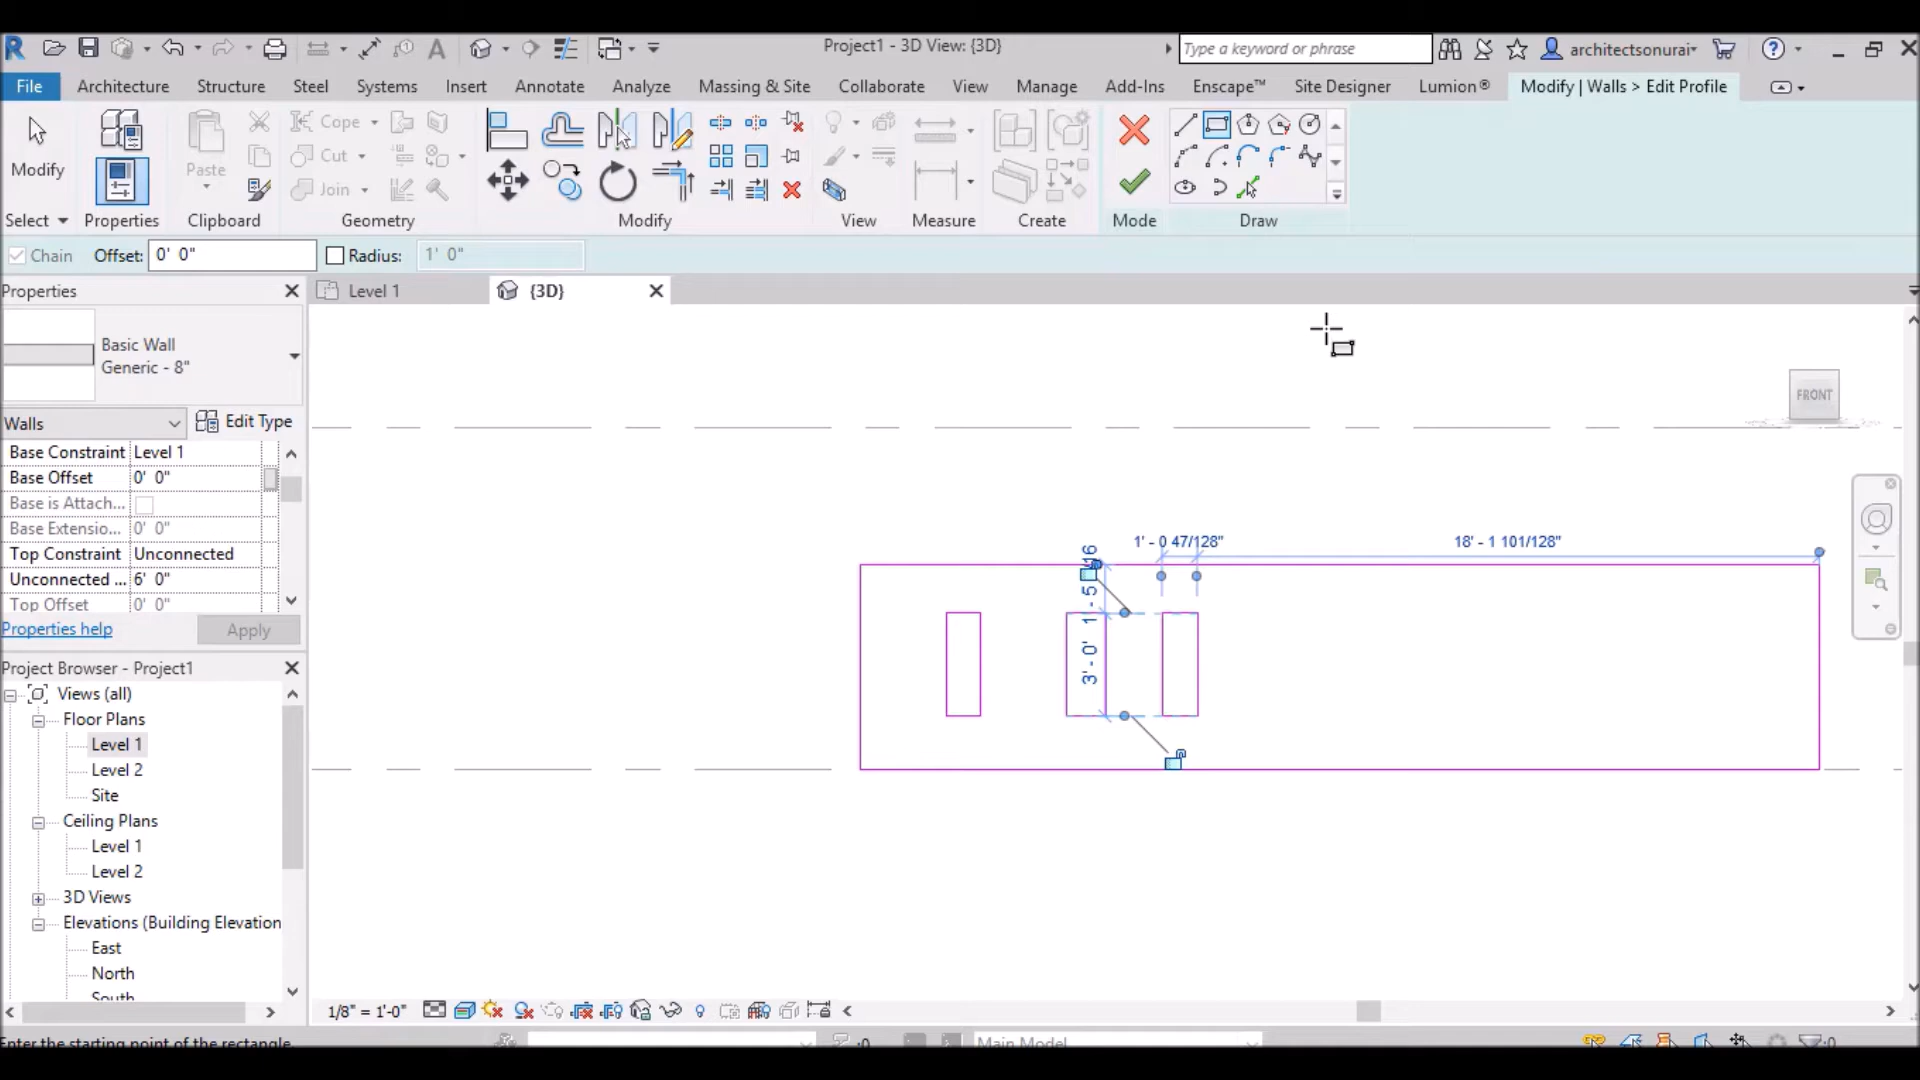 Project1 - 3D View: {3D}
Type a keyword or phrase
architectsonurai
File Architecture Structure Steel Systems Insert Annotate Analyze Massing & Site Collaborate View Manage Add-Ins Enscape™ Site Designer Lumion® Modify | Walls > Edit Profile
Modify
Paste
Cope
Cut
Join
Select Properties Clipboard Geometry Modify View Measure Create Mode Draw
Chain Offset: 0' 0" Radius: 1' 0"
Properties
Level 1
{3D}
Basic Wall
Generic - 8"
FRONT
Walls
Edit Type
Base Constraint Level 1
Base Offset 0' 0"
Base is Attach...
Base Extensio... 0' 0"
Top Constraint Unconnected
Unconnected ... 6' 0"
Top Offset 0' 0"
Properties help
Apply
1' - 0 47/128"
18' - 1 101/128"
3' - 0"
Project Browser - Project1
Views (all)
Floor Plans
Level 1
Level 2
Site
Ceiling Plans
Level 1
Level 2
3D Views
Elevations (Building Elevation
East
North
South
1/8" = 1'-0"
Enter the starting point of the rectangle.
:0
Main Model
:0